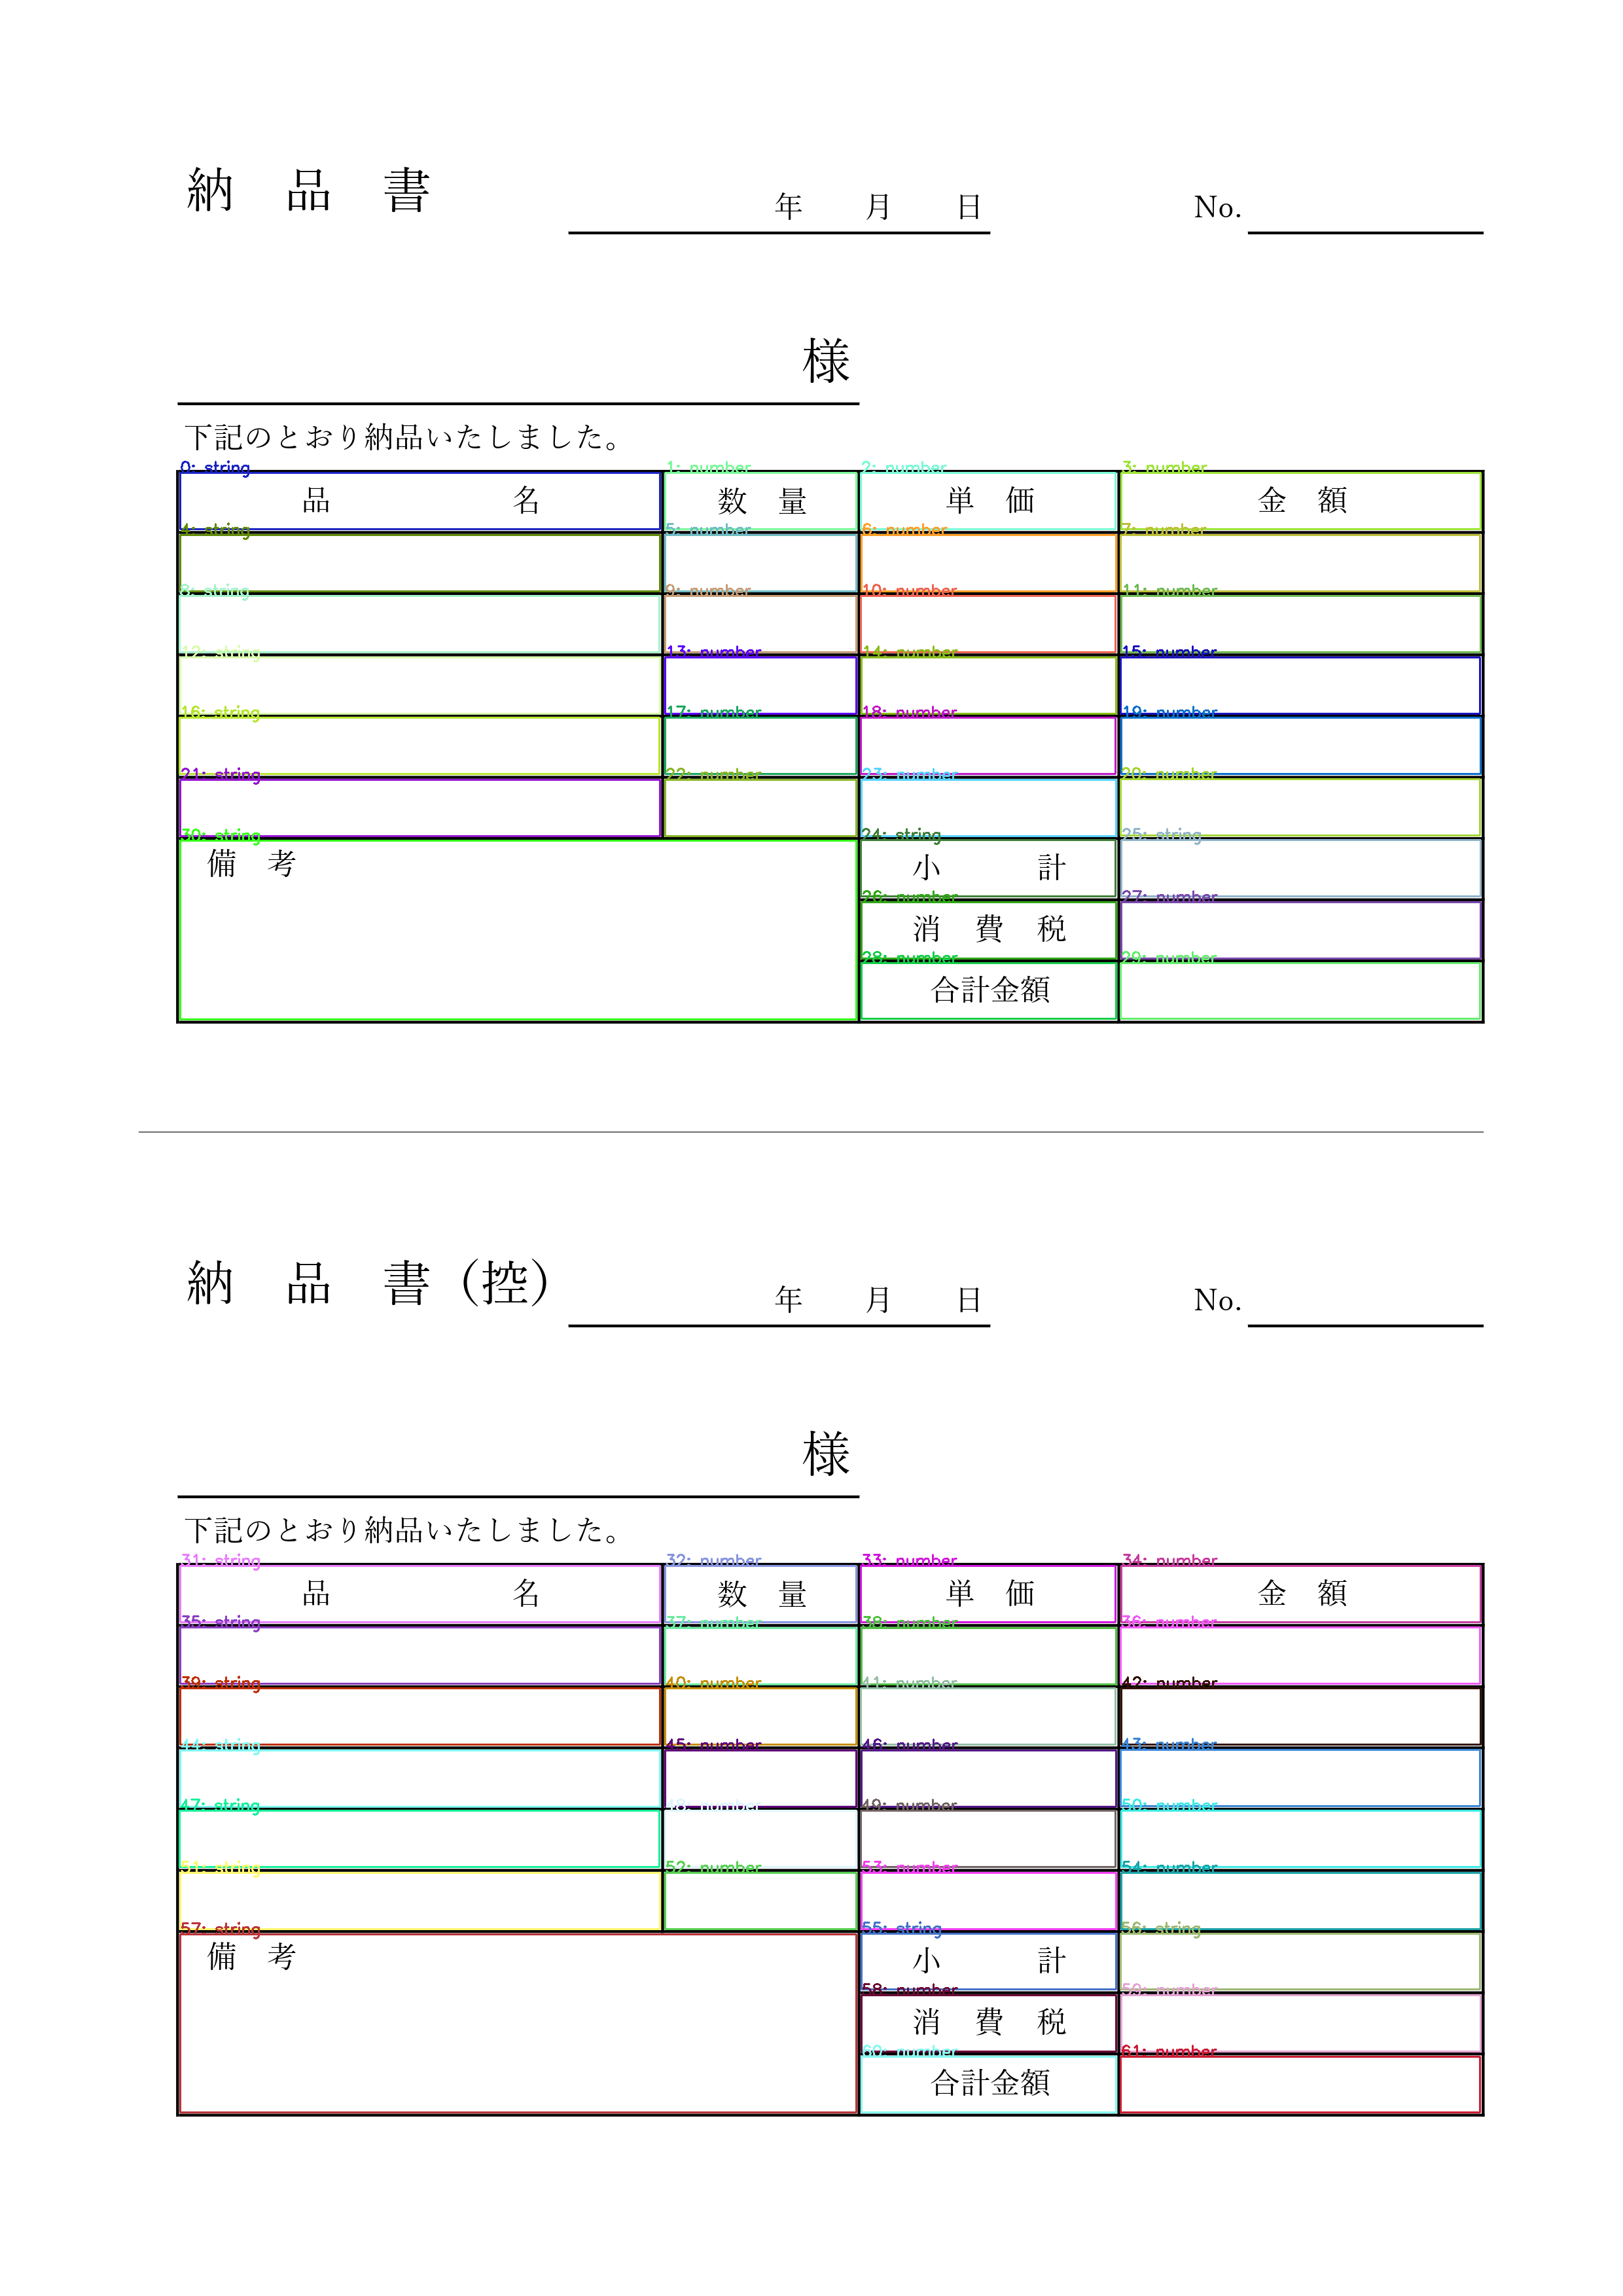 納 品 書
年 月 日
No.
様
下記のとおり納品いたしました。
0: string 1: number 2: number 3: number
品 名 数 量 単 価 金 額
4: string 5: number 6: number 7: number
8: string 9: number 10: number 11: number
12: string 13: number 14: number 15: number
16: string 17: number 18: number 19: number
21: string 22: number 23: number 20: number
30: string 24: string 25: string
備 考 小 計
26: number 27: number
消 費 税
28: number 29: number
合計金額
納 品 書 (控)
年 月 日
No.
様
下記のとおり納品いたしました。
31: string 32: number 33: number 34: number
品 名 数 量 単 価 金 額
35: string 37: number 38: number 36: number
39: string 40: number 41: number 42: number
44: string 45: number 46: number 43: number
47: string 48: number 49: number 50: number
51: string 52: number 53: number 54: number
57: string 55: string 56: string
備 考 小 計
58: number 59: number
消 費 税
60: number 61: number
合計金額